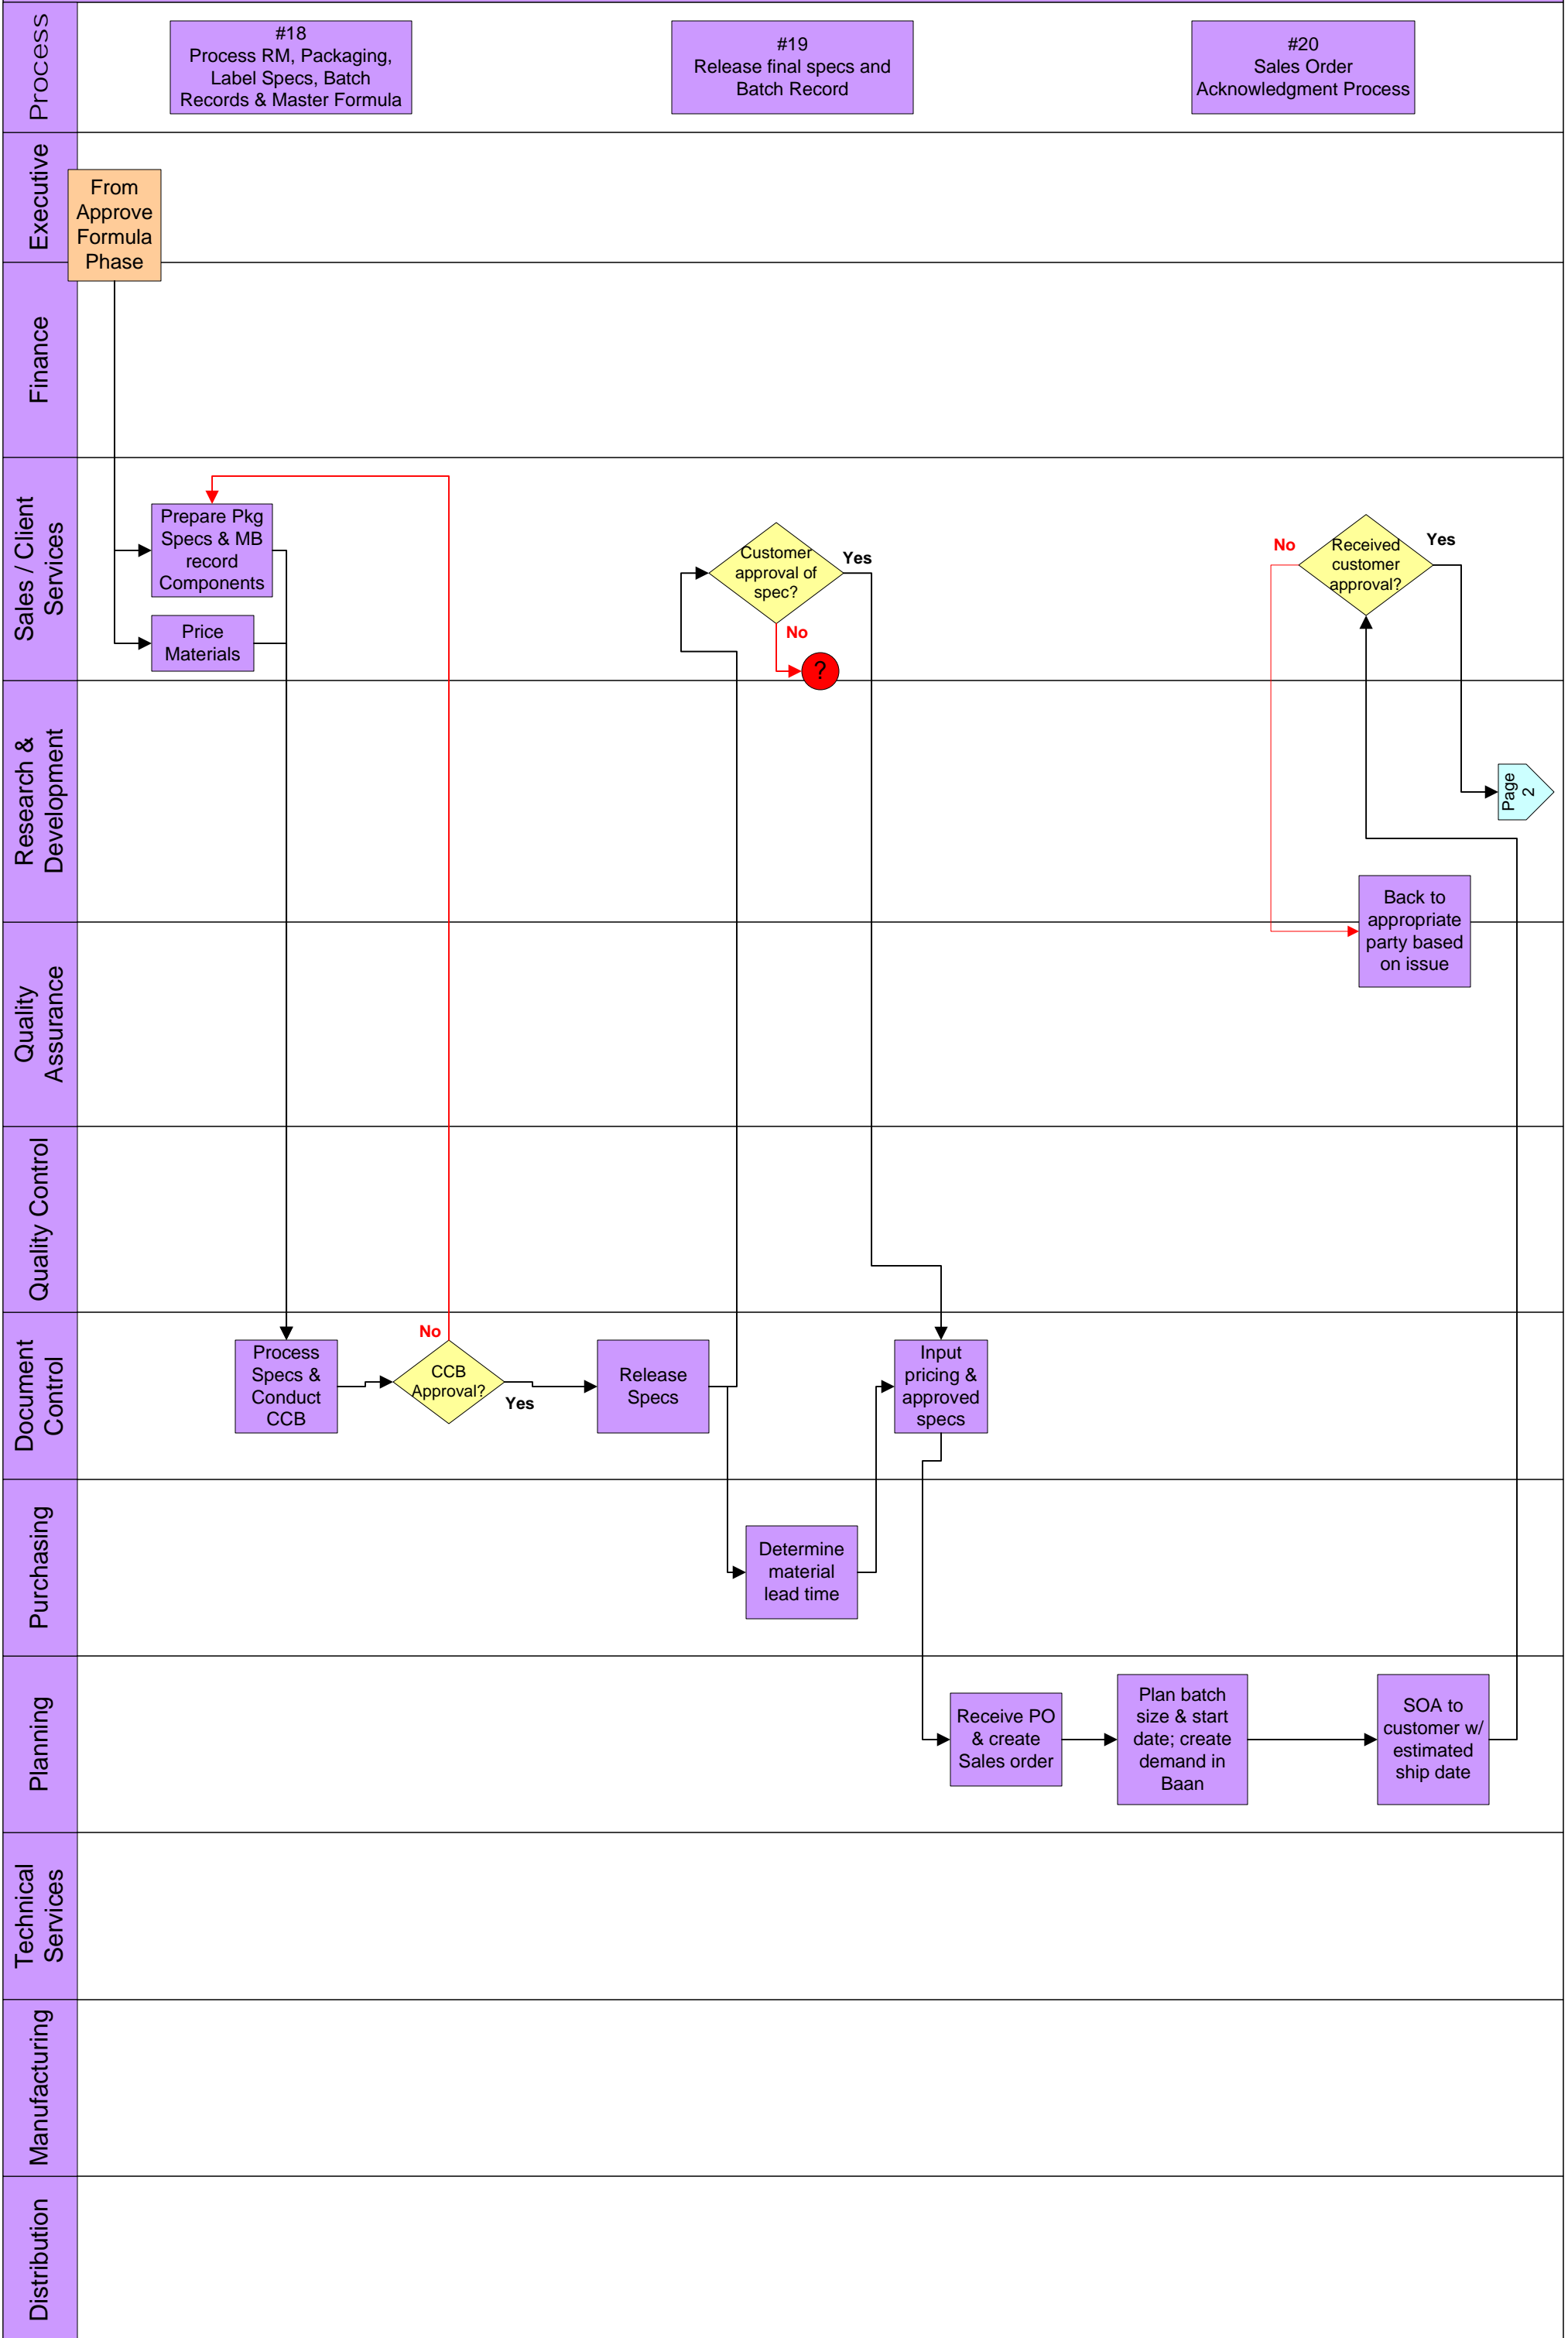 Process
#18
Process RM, Packaging,
Label Specs, Batch
Records & Master Formula
#19
Release final specs and
Batch Record
#20
Sales Order
Acknowledgment Process
Executive
From
Approve
Formula
Phase
Finance
Sales / Client
Services
Prepare Pkg
Specs & MB
record
Components
Price
Materials
Customer
approval of
spec?
Yes
No
?
No
Received
customer
approval?
Yes
Research &
Development
Page
2
Back to
appropriate
party based
on issue
Quality
Assurance
Quality Control
Document
Control
Process
Specs &
Conduct
CCB
No
CCB
Approval?
Yes
Release
Specs
Input
pricing &
approved
specs
Purchasing
Determine
material
lead time
Planning
Receive PO
& create
Sales order
Plan batch
size & start
date; create
demand in
Baan
SOA to
customer w/
estimated
ship date
Technical
Services
Manufacturing
Distribution